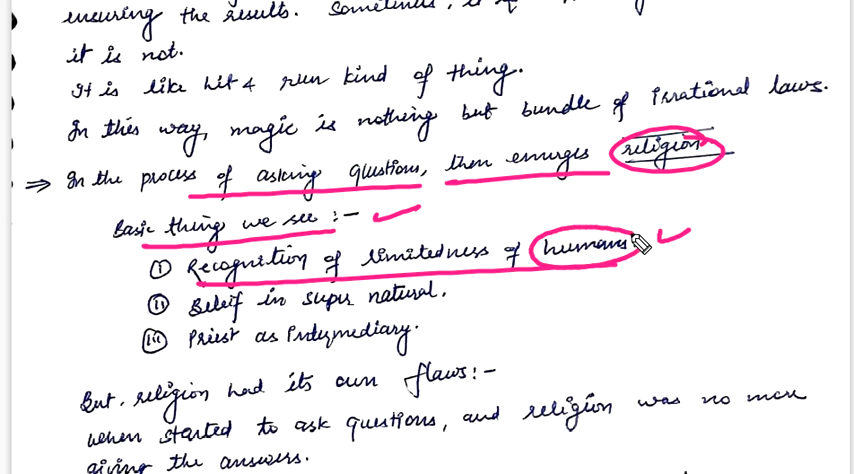 ensuring the results. Sometimes, it
it is not.
It is like hit & run kind of thing.
In this way, magic is nothing but bundle of irrational laws.
⇒ In the process of asking questions, then emerges religion
Basic thing we see :-
(i) Recognition of limitedness of humans
(ii) Beleif in super natural.
(iii) Priest as Intermediary.
But, religion had its own flaws:-
when started to ask questions, and religion was no more
giving the answers.